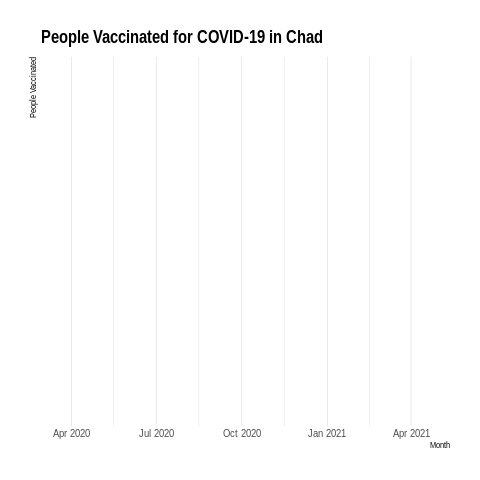 People Vaccinated for COVID-19 in Chad
People Vaccinated
Apr 2020 Jul 2020 Oct 2020 Jan 2021 Apr 2021
Month